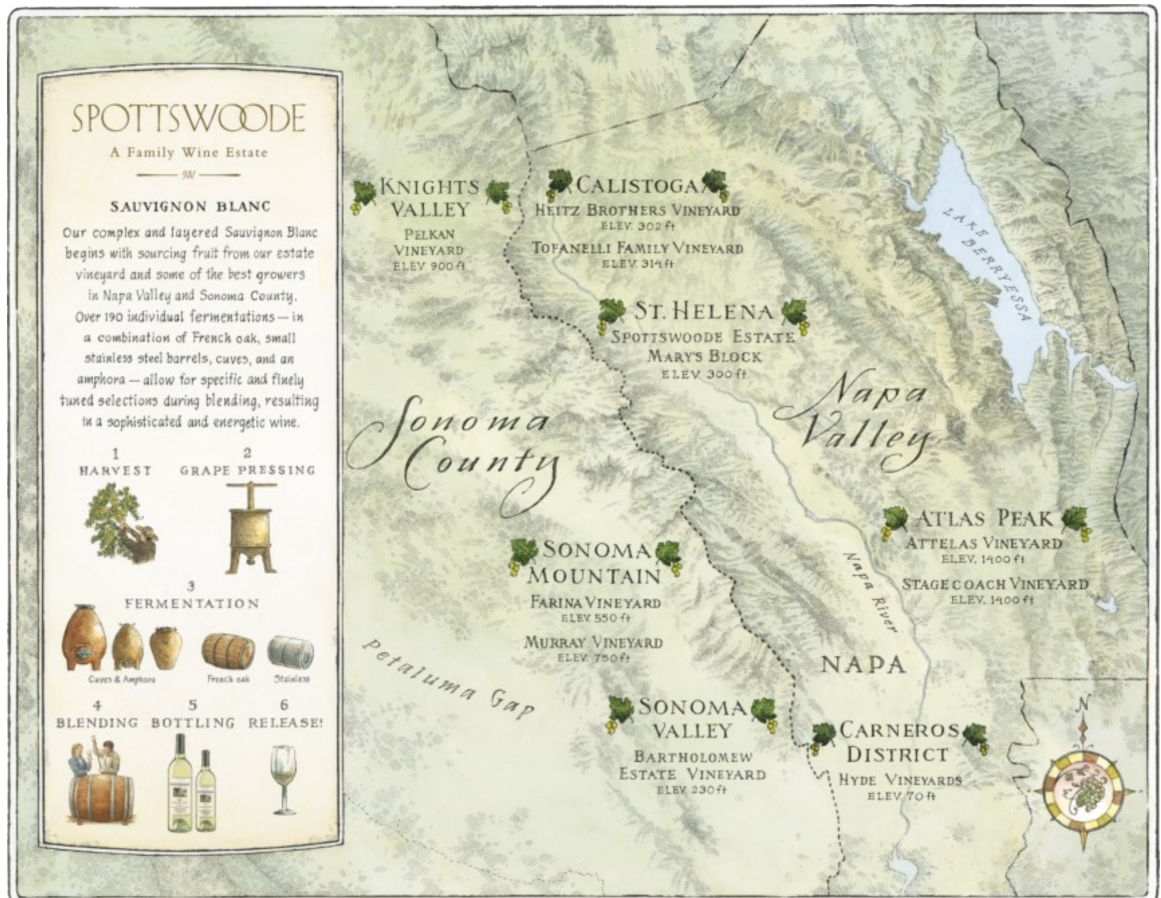 SPOTTSWOODE
A Family Wine Estate
SW
SAUVIGNON BLANC
Our complex and layered Sauvignon Blanc
begins with sourcing fruit from our estate
vineyard and some of the best growers
in Napa Valley and Sonoma County.
Over 190 individual fermentations — in
a combination of French oak, small
stainless steel barrels, cuves, and an
amphora — allow for specific and finely
tuned selections during blending, resulting
in a sophisticated and energetic wine.
1
HARVEST
2
GRAPE PRESSING
3
FERMENTATION
Cuves & Amphora
French oak
Stainless
4
BLENDING
5
BOTTLING
6
RELEASE!
KNIGHTS
VALLEY
PELKAN
VINEYARD
ELEV 900 ft
CALISTOGA
HEITZ BROTHERS VINEYARD
ELEV. 302 ft
TOFANELLI FAMILY VINEYARD
ELEV. 314 ft
ST. HELENA
SPOTTSWOODE ESTATE
MARY'S BLOCK
ELEV 300 ft
LAKE
BERRYESSA
Sonoma
County
Napa
Valley
ATLAS PEAK
ATTELAS VINEYARD
ELEV. 1400 ft
STAGECOACH VINEYARD
ELEV. 1400 ft
Napa River
SONOMA
MOUNTAIN
FARINA VINEYARD
ELEV. 550 ft
MURRAY VINEYARD
ELEV. 750 ft
Petaluma Gap
NAPA
SONOMA
VALLEY
BARTHOLOMEW
ESTATE VINEYARD
ELEV. 230 ft
CARNEROS
DISTRICT
HYDE VINEYARDS
ELEV. 70 ft
N